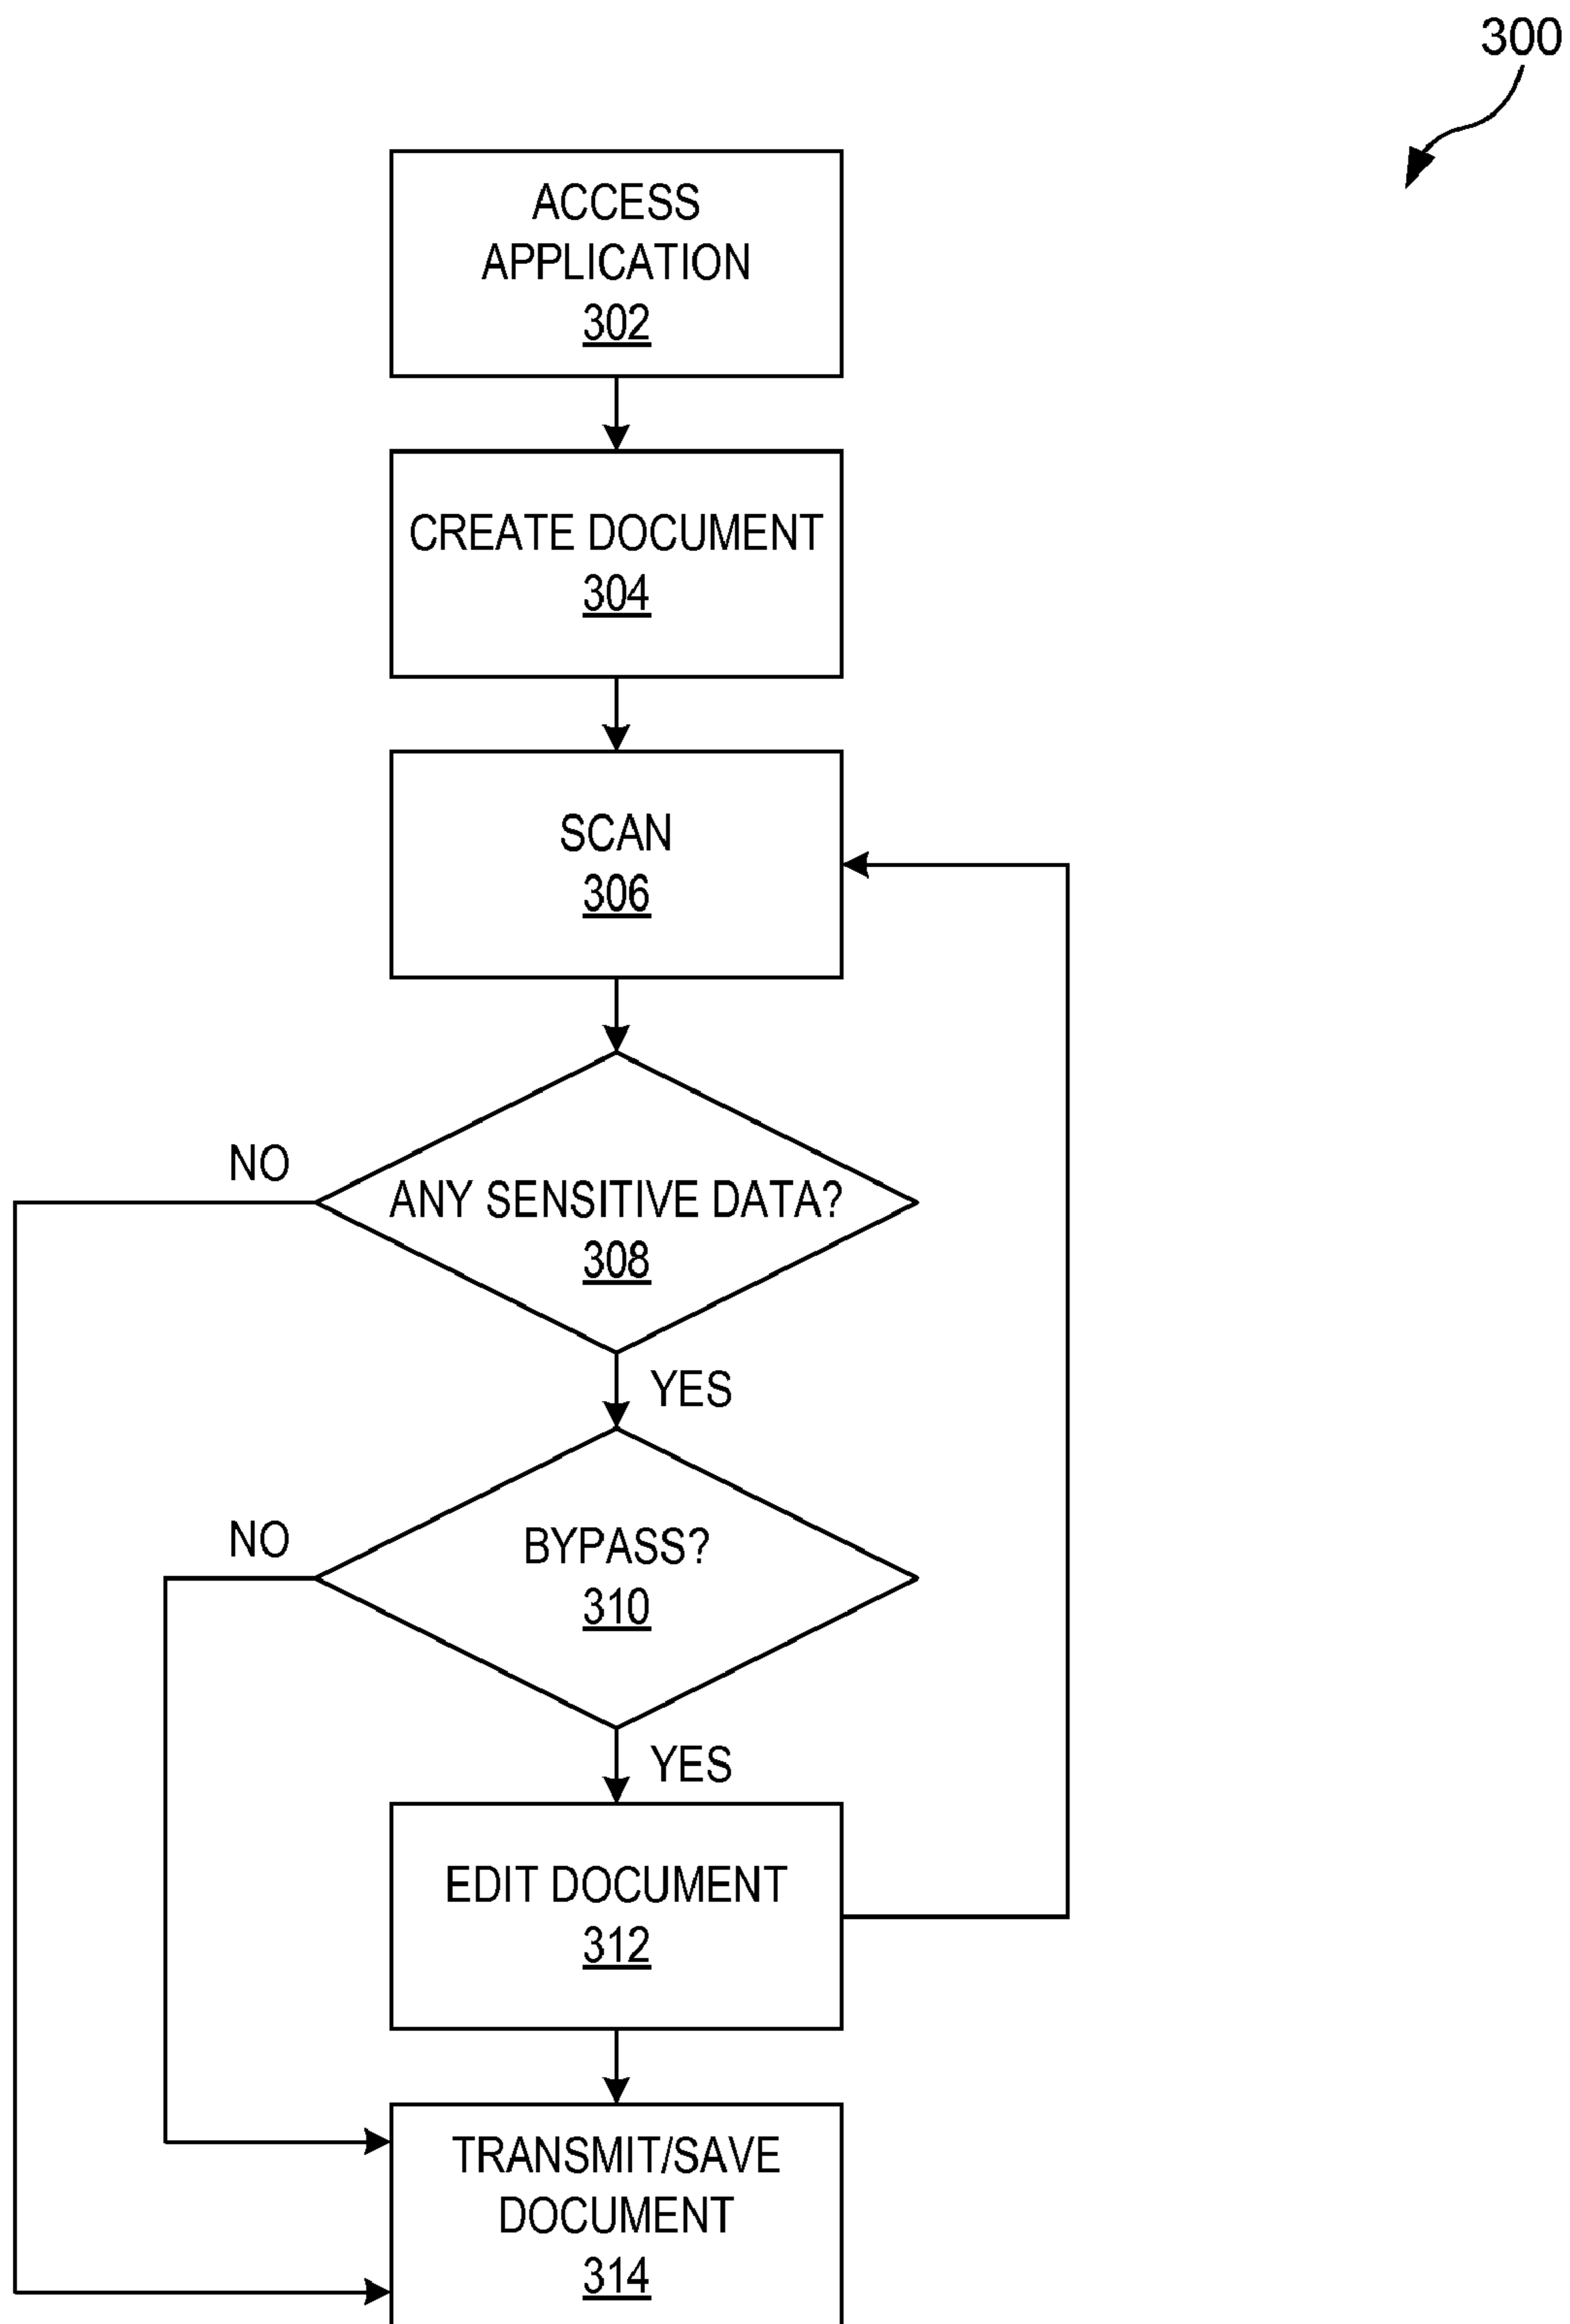 300
ACCESS
APPLICATION
302
CREATE DOCUMENT
304
SCAN
306
NO
ANY SENSITIVE DATA?
308
YES
NO
BYPASS?
310
YES
EDIT DOCUMENT
312
TRANSMIT/SAVE
DOCUMENT
314